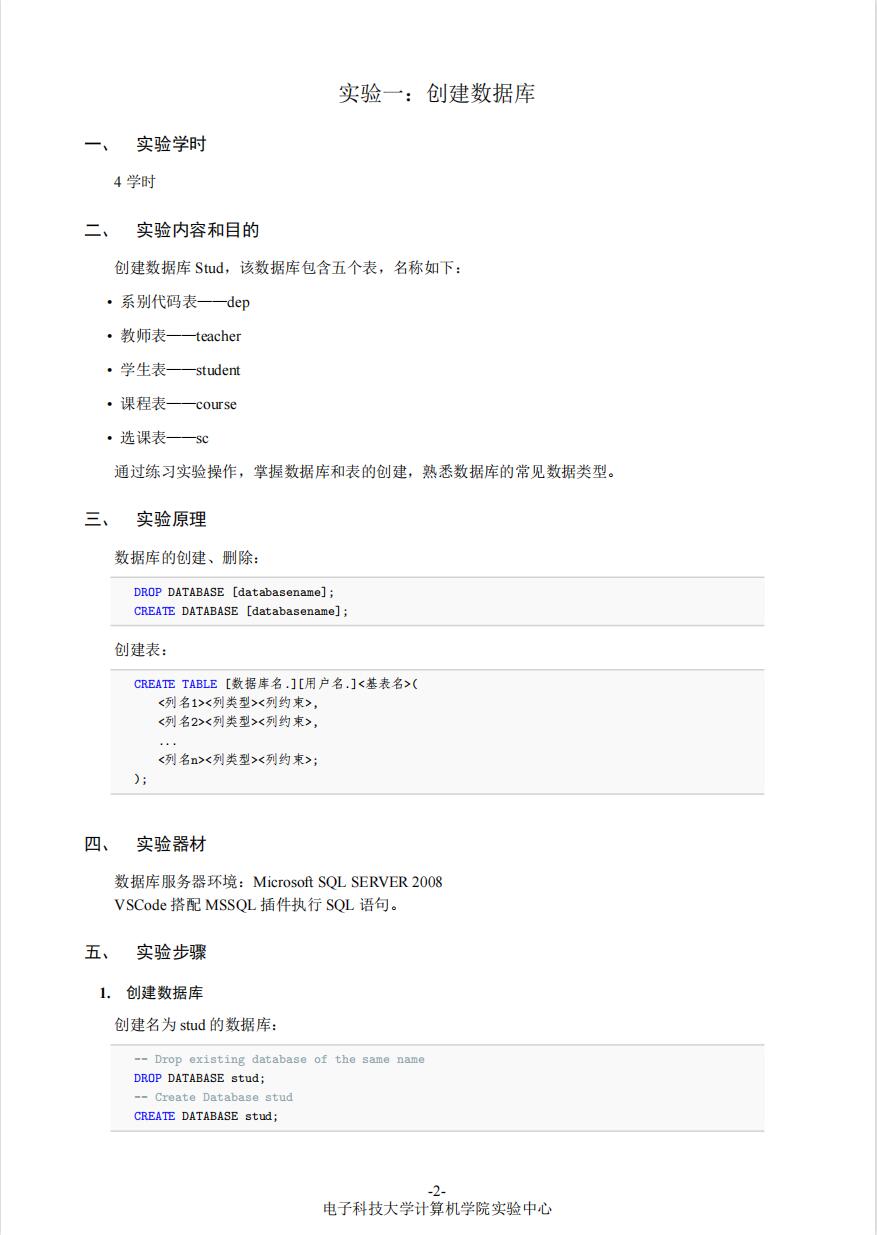 实验一：创建数据库
一、 实验学时
4 学时
二、 实验内容和目的
创建数据库 Stud，该数据库包含五个表，名称如下：
• 系别代码表——dep
• 教师表——teacher
• 学生表——student
• 课程表——course
• 选课表——sc
通过练习实验操作，掌握数据库和表的创建，熟悉数据库的常见数据类型。
三、 实验原理
数据库的创建、删除：
DROP DATABASE [databasename];
CREATE DATABASE [databasename];
创建表：
CREATE TABLE [数据库名.][用户名.]<基表名>(
<列名1><列类型><列约束>,
<列名2><列类型><列约束>,
...
<列名n><列类型><列约束>;
);
四、 实验器材
数据库服务器环境：Microsoft SQL SERVER 2008
VSCode 搭配 MSSQL 插件执行 SQL 语句。
五、 实验步骤
1. 创建数据库
创建名为 stud 的数据库：
-- Drop existing database of the same name
DROP DATABASE stud;
-- Create Database stud
CREATE DATABASE stud;
-2-
电子科技大学计算机学院实验中心